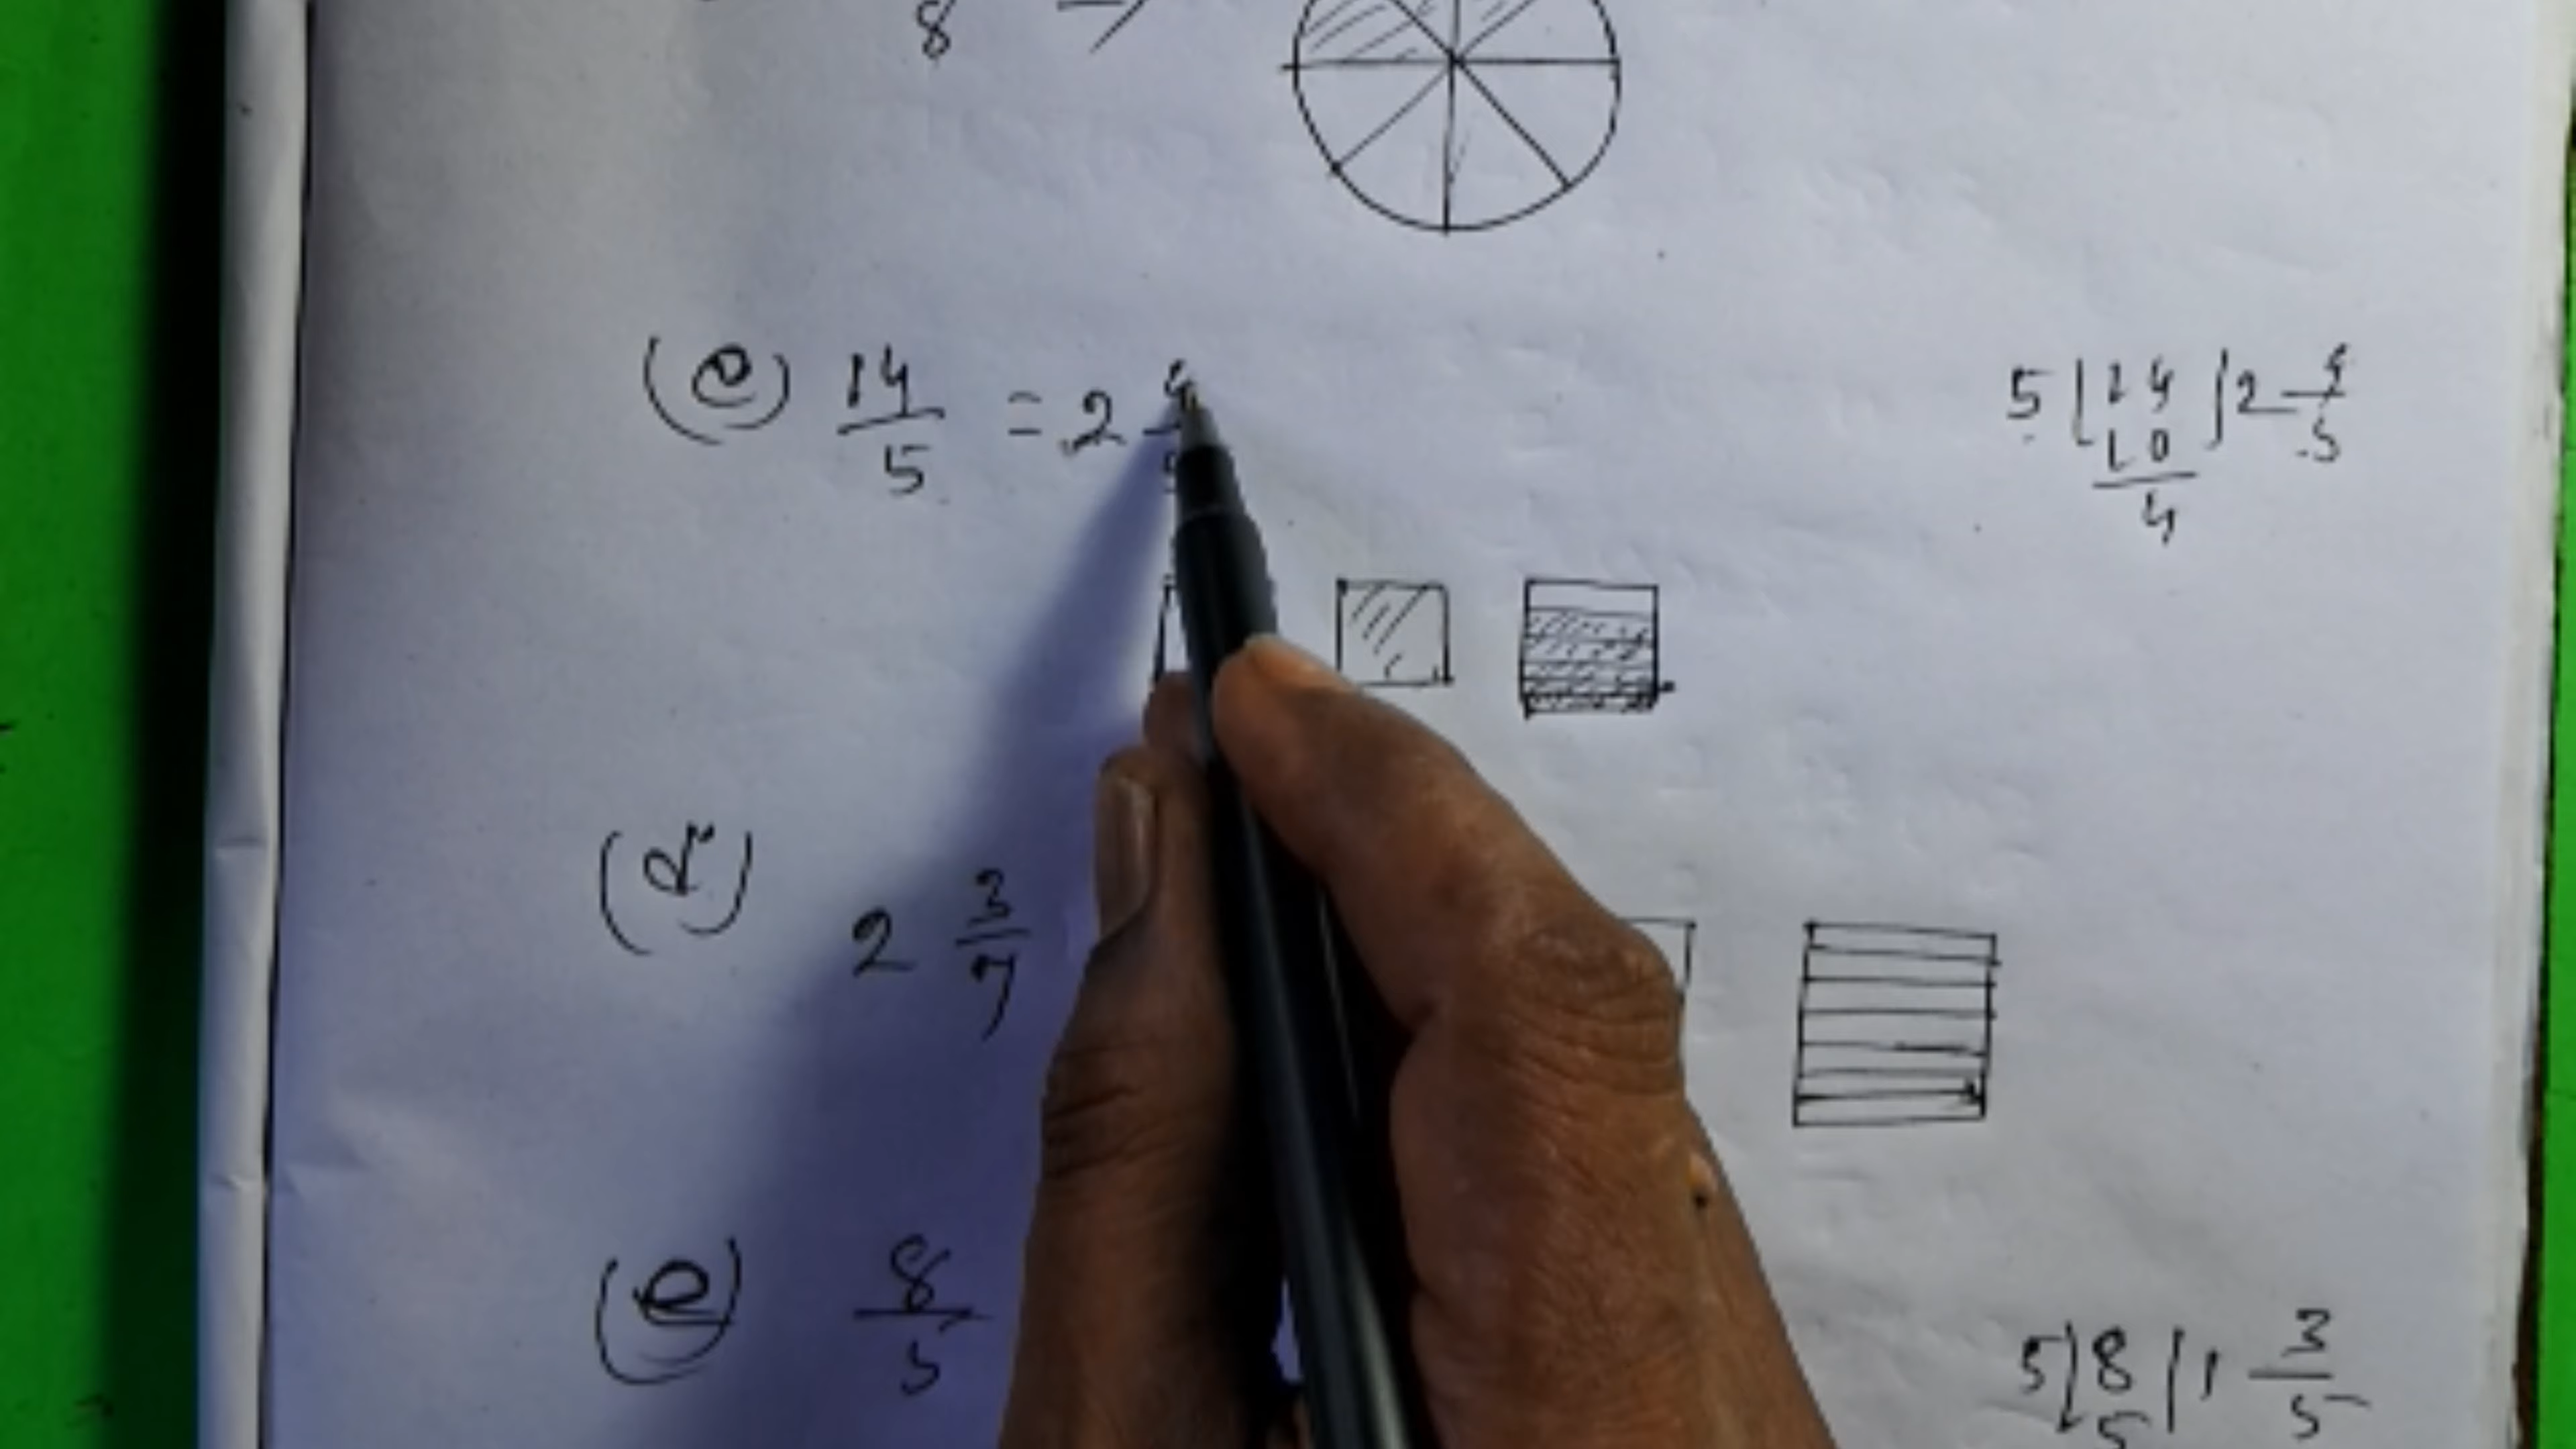 8 ⇒
(c) 14/5 = 2 4/5
5 | 14 | 2 4/5
10
4
(d) 2 3/7
(e) 8/5
5 | 8 | 1 3/5
5